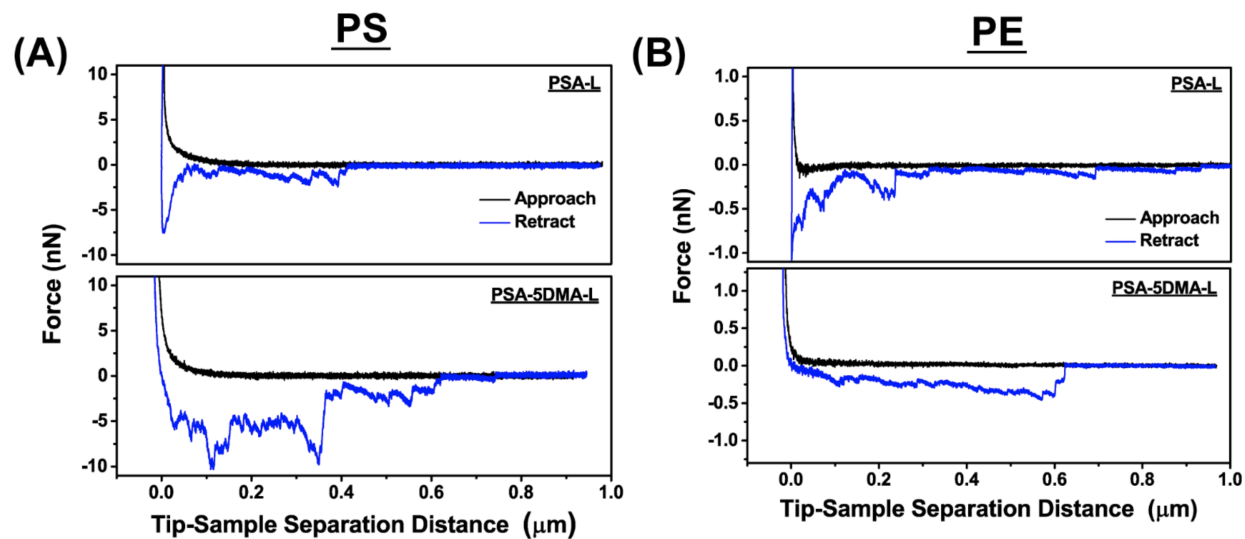 PS
PE
(A)
(B)
PSA-L
10
5
0
-5
-10
Approach
Retract
PSA-5DMA-L
10
5
0
-5
-10
Force (nN)
0.0 0.2 0.4 0.6 0.8 1.0
Tip-Sample Separation Distance (μm)
PSA-L
1.0
0.5
0.0
-0.5
-1.0
Approach
Retract
PSA-5DMA-L
1.0
0.5
0.0
-0.5
-1.0
Force (nN)
0.0 0.2 0.4 0.6 0.8 1.0
Tip-Sample Separation Distance (μm)